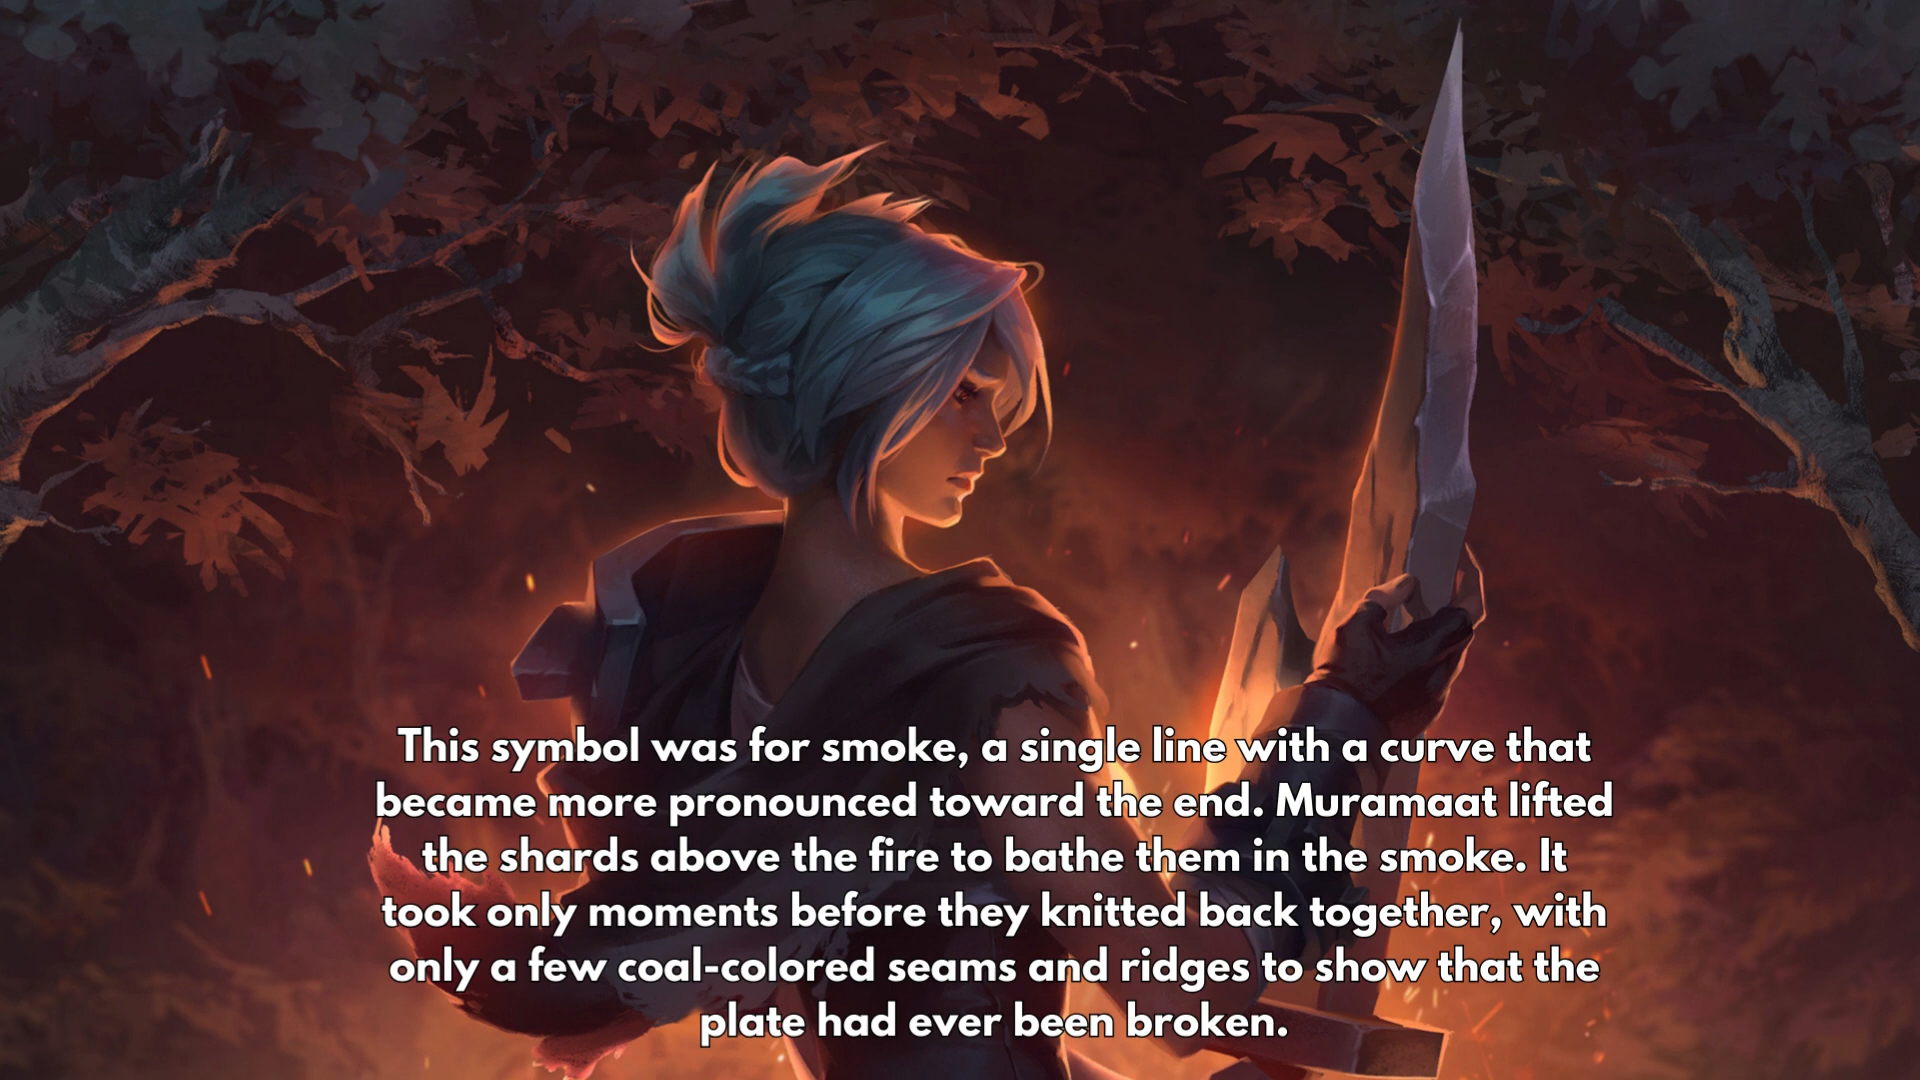 This symbol was for smoke, a single line with a curve that
became more pronounced toward the end. Muramaat lifted
the shards above the fire to bathe them in the smoke. It
took only moments before they knitted back together, with
only a few coal-colored seams and ridges to show that the
plate had ever been broken.